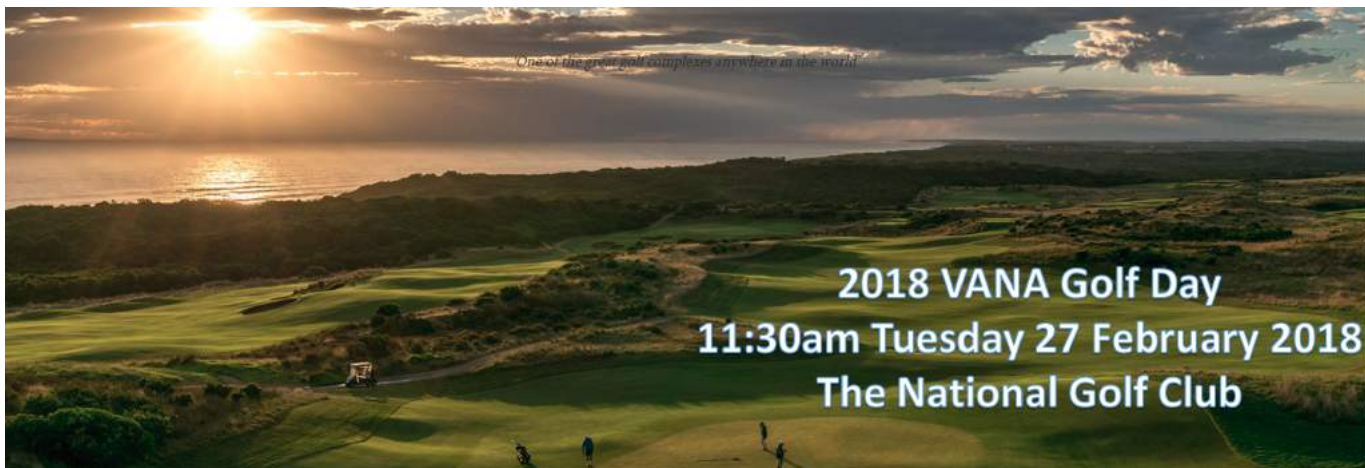 "One of the great golf complexes anywhere in the world"
2018 VANA Golf Day
11:30am Tuesday 27 February 2018
The National Golf Club